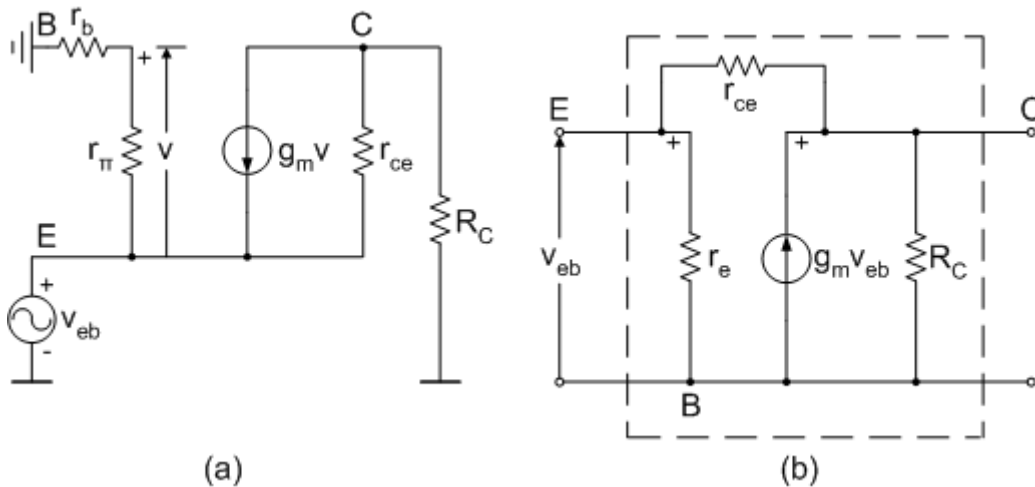 B r_b
+
C
r_π
v
g_m v
r_ce
R_C
E
+
v_eb
-
(a)
r_ce
E
C
+
+
v_eb
r_e
g_m v_eb
R_C
B
(b)